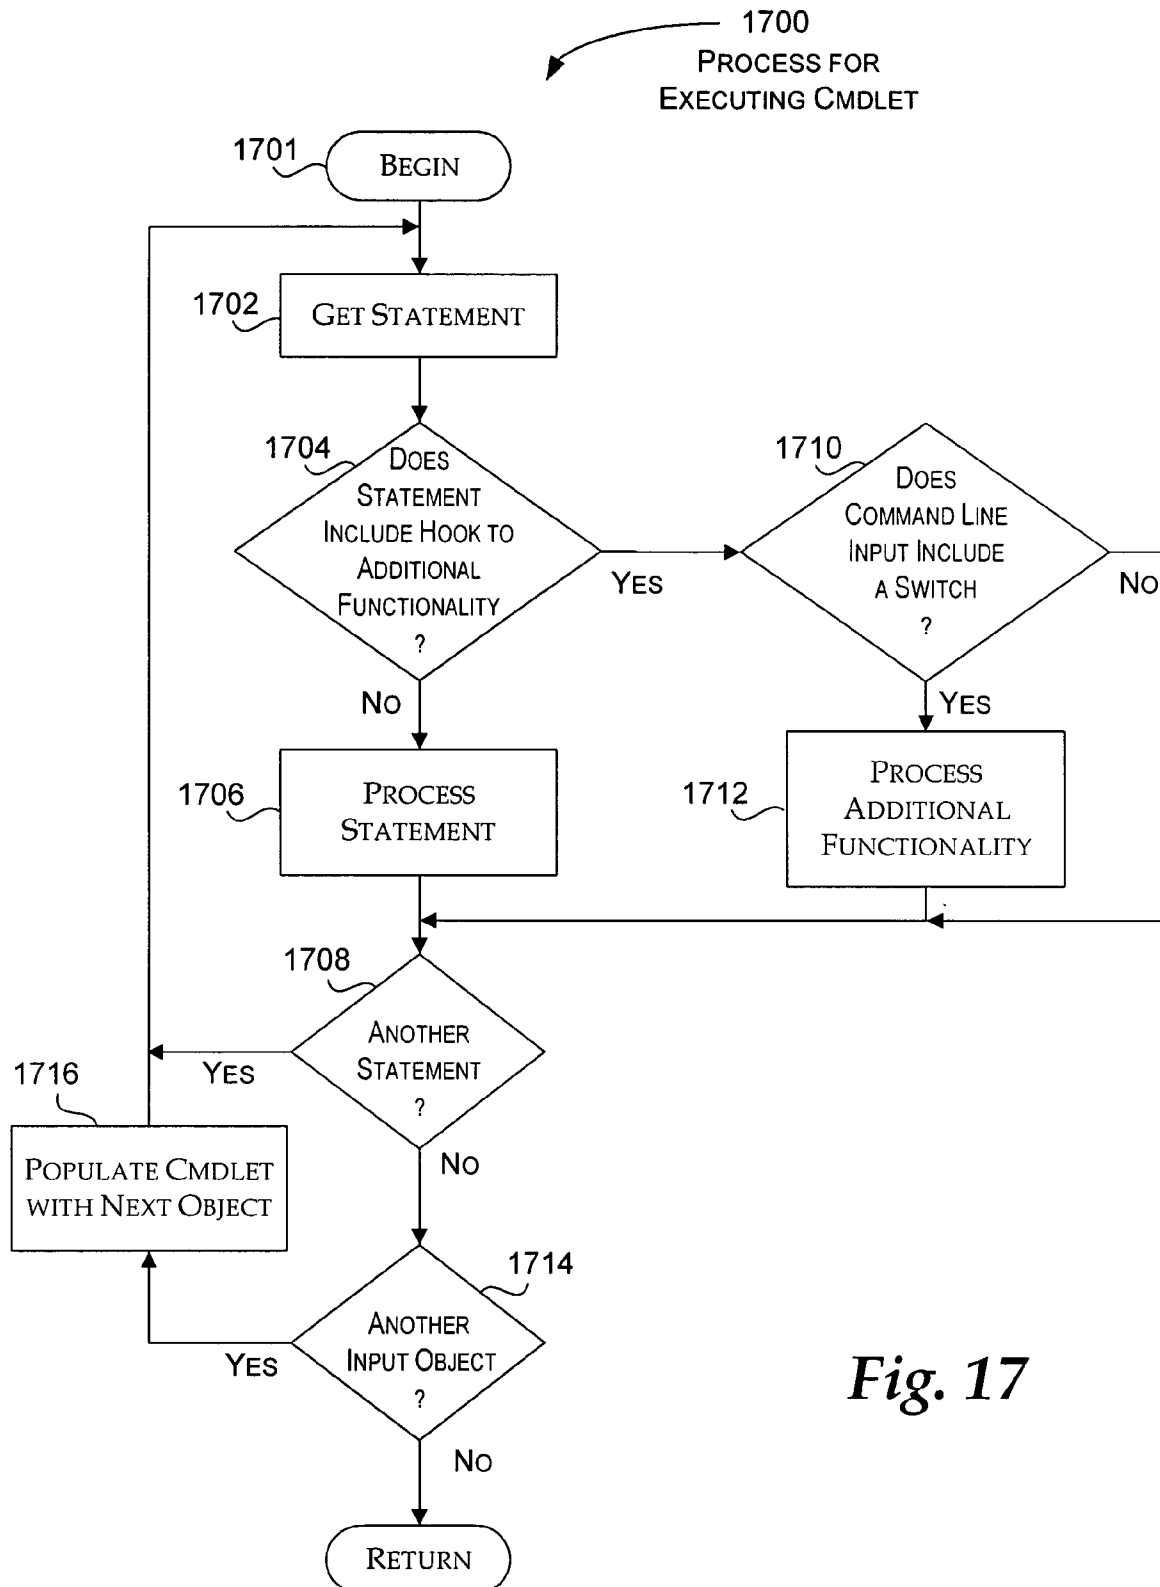 1700
PROCESS FOR
EXECUTING CMDLET
1701
BEGIN
1702
GET STATEMENT
1704
DOES
STATEMENT
INCLUDE HOOK TO
ADDITIONAL
FUNCTIONALITY
?
YES
NO
1710
DOES
COMMAND LINE
INPUT INCLUDE
A SWITCH
?
NO
YES
1706
PROCESS
STATEMENT
1712
PROCESS
ADDITIONAL
FUNCTIONALITY
1708
ANOTHER
STATEMENT
?
YES
NO
1716
POPULATE CMDLET
WITH NEXT OBJECT
1714
ANOTHER
INPUT OBJECT
?
YES
NO
RETURN
Fig. 17